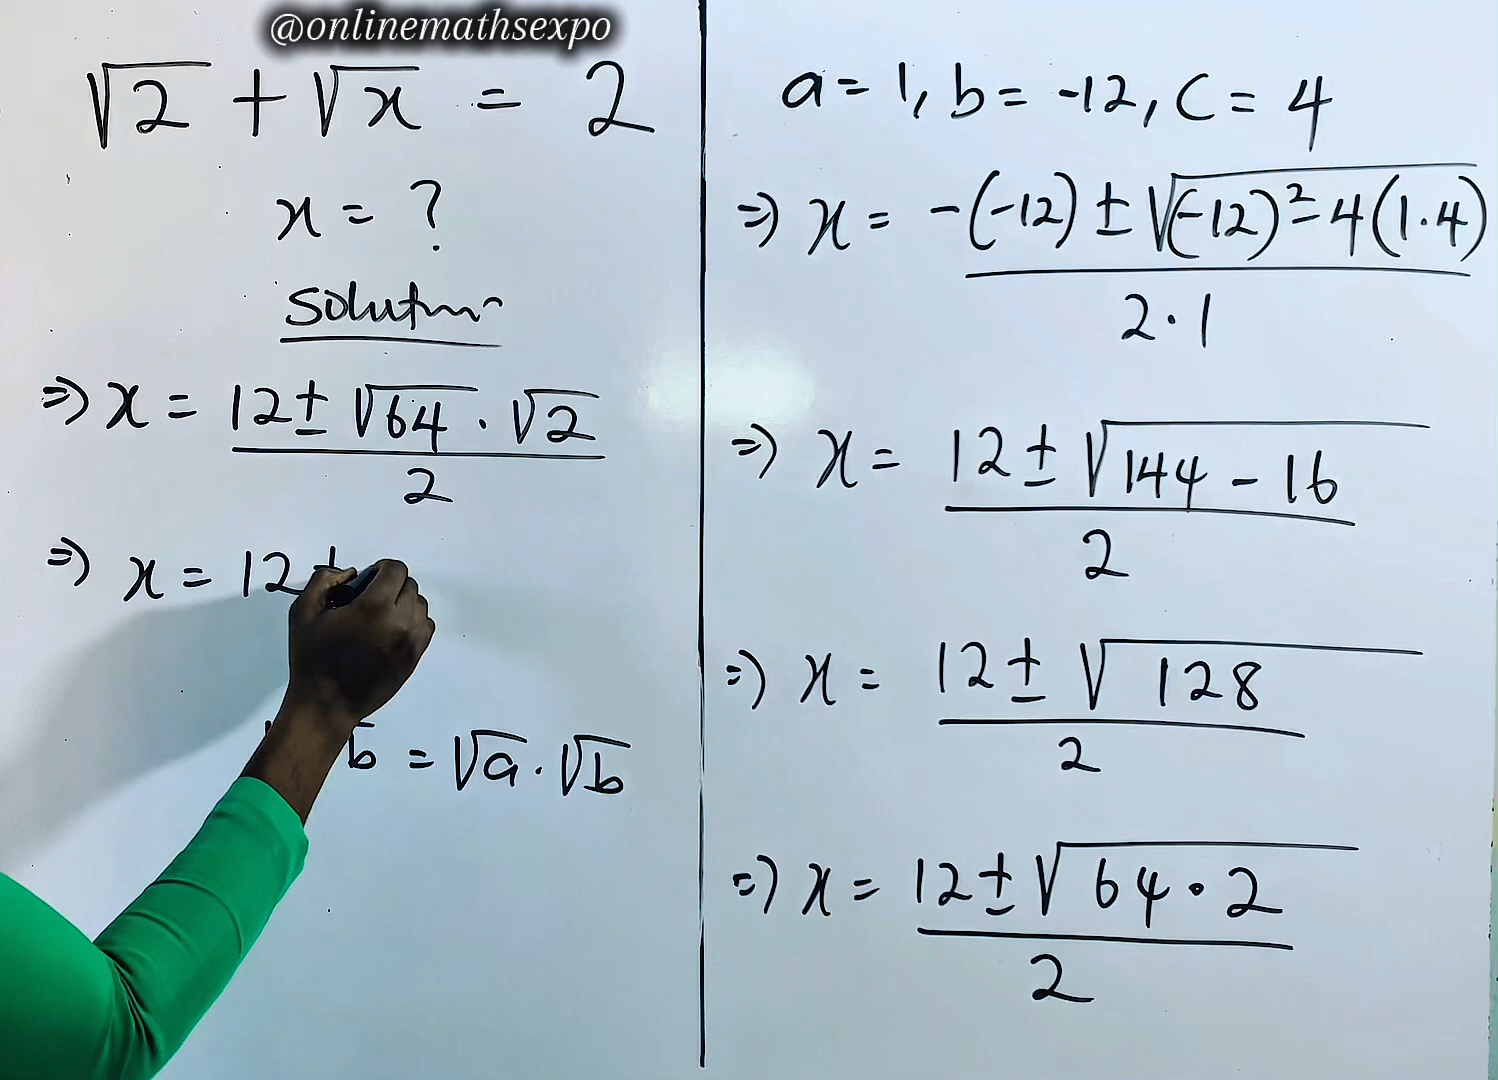 @onlinemathsexpo
√2 + √x = 2
x = ?
Solution
⇒ x = 12 ± √64 · √2
2
⇒ x = 12 ±
b = √a · √b
a = 1, b = -12, c = 4
⇒ x = -(-12) ± √(-12)² - 4(1·4)
2·1
⇒ x = 12 ± √144 - 16
2
⇒ x = 12 ± √128
2
⇒ x = 12 ± √64 · 2
2